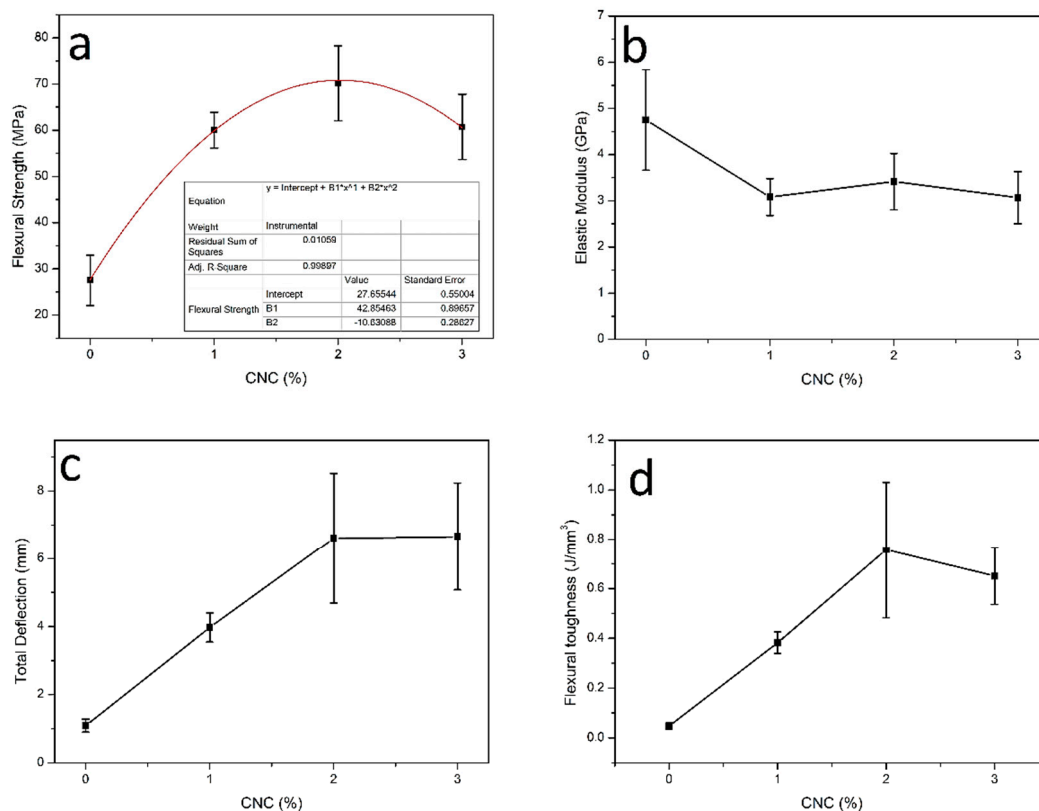 a
Flexural Strength (MPa)
80
70
60
50
40
30
20
0
1
2
3
CNC (%)
Equation
y = Intercept + B1*x^1 + B2*x^2
Weight
Instrumental
Residual Sum of
Squares
0.01059
Adj. R-Square
0.99897
Value
Standard Error
Flexural Strength
Intercept
27.65544
0.55004
B1
42.85463
0.89657
B2
-10.63088
0.28627
b
Elastic Modulus (GPa)
7
6
5
4
3
2
1
0
0
1
2
3
CNC (%)
c
Total Deflection (mm)
8
6
4
2
0
0
1
2
3
CNC (%)
d
Flexural toughness (J/mm³)
1.2
1.0
0.8
0.6
0.4
0.2
0.0
0
1
2
3
CNC (%)